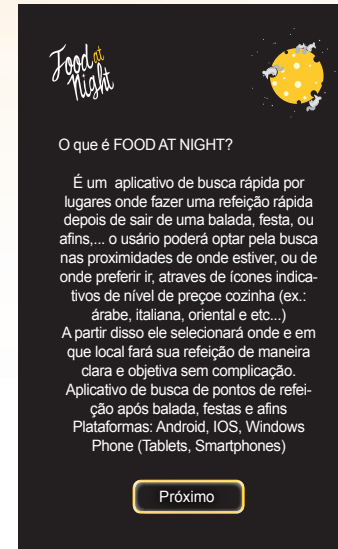 Food at
Night
O que é FOOD AT NIGHT?
É um aplicativo de busca rápida por
lugares onde fazer uma refeição rápida
depois de sair de uma balada, festa, ou
afins,... o usário poderá optar pela busca
nas proximidades de onde estiver, ou de
onde preferir ir, atraves de ícones indica-
tivos de nível de preçoe cozinha (ex.:
árabe, italiana, oriental e etc...)
A partir disso ele selecionará onde e em
que local fará sua refeição de maneira
clara e objetiva sem complicação.
Aplicativo de busca de pontos de refei-
ção após balada, festas e afins
Plataformas: Android, IOS, Windows
Phone (Tablets, Smartphones)
Próximo